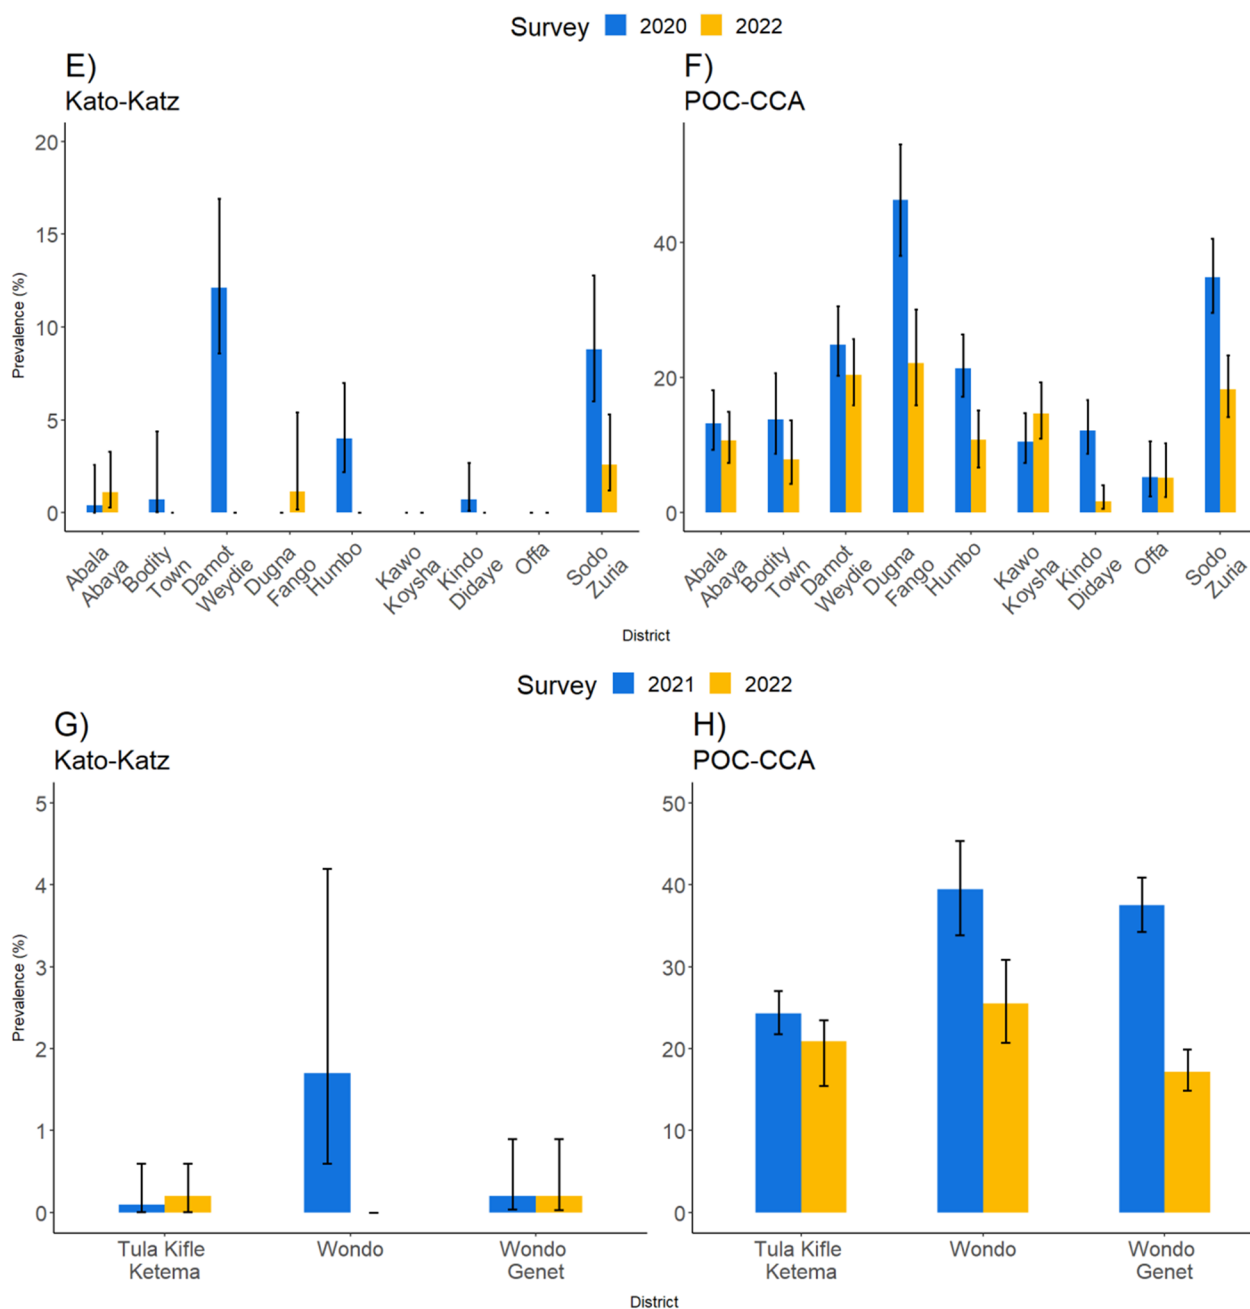 Survey 2020 2022
E)
Kato-Katz
F)
POC-CCA
Prevalence (%)
20
15
10
5
0
40
20
0
Abala
Abaya
Bodity
Town
Damot
Weydie
Dugna
Fango
Humbo
Kawo
Koysha
Kindo
Didaye
Offa
Sodo
Zuria
Abala
Abaya
Bodity
Town
Damot
Weydie
Dugna
Fango
Humbo
Kawo
Koysha
Kindo
Didaye
Offa
Sodo
Zuria
District
Survey 2021 2022
G)
Kato-Katz
H)
POC-CCA
Prevalence (%)
5
4
3
2
1
0
50
40
30
20
10
0
Tula Kifle
Ketema
Wondo
Wondo
Genet
Tula Kifle
Ketema
Wondo
Wondo
Genet
District